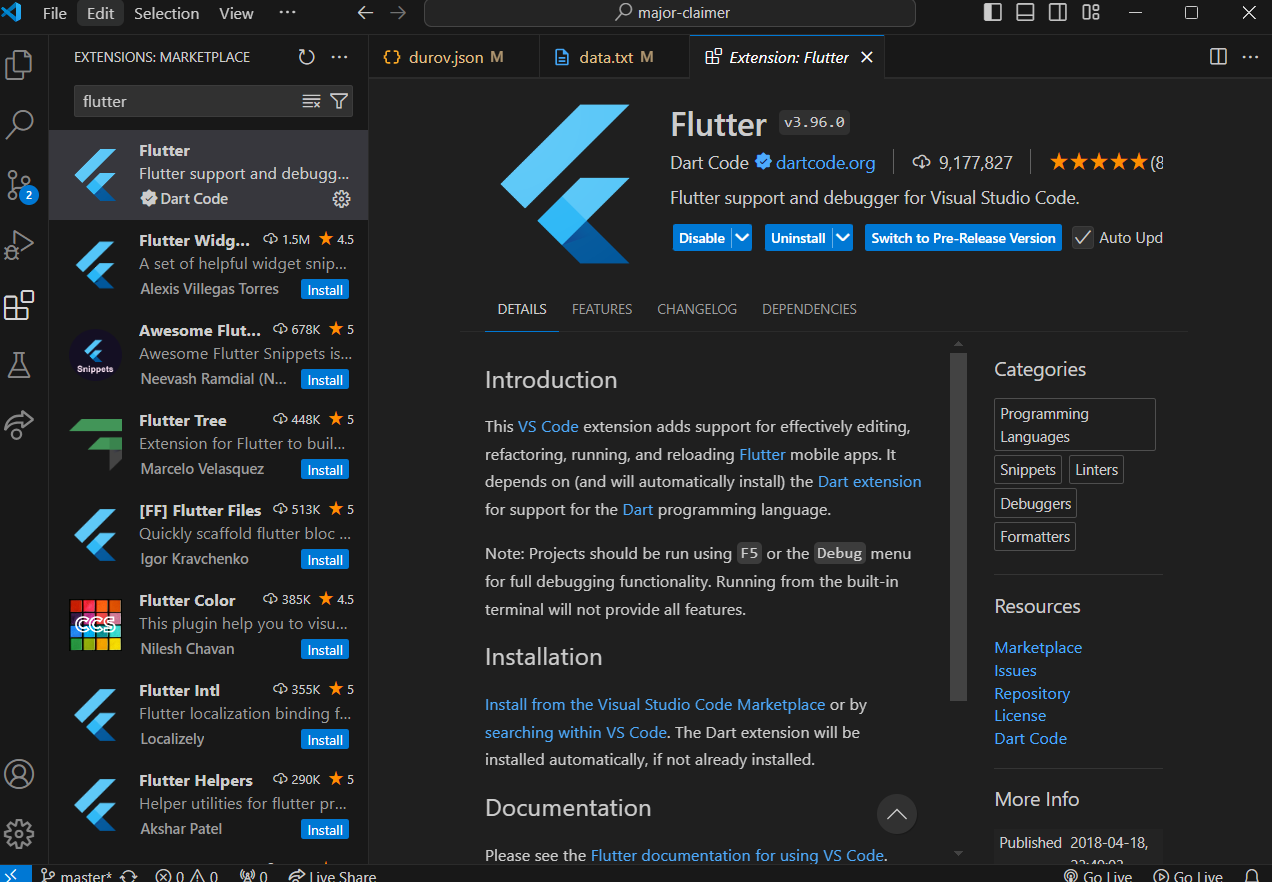 File Edit Selection View ··· major-claimer
EXTENSIONS: MARKETPLACE ···
durov.json M
data.txt M
Extension: Flutter
flutter
Flutter
Flutter support and debugg...
Dart Code
Flutter Widg... 1.5M 4.5
A set of helpful widget snip...
Alexis Villegas Torres Install
Awesome Flut... 678K 5
Awesome Flutter Snippets is...
Neevash Ramdial (N... Install
Snippets
Flutter Tree 448K 5
Extension for Flutter to buil...
Marcelo Velasquez Install
[FF] Flutter Files 513K 5
Quickly scaffold flutter bloc ...
Igor Kravchenko Install
Flutter Color 385K 4.5
This plugin help you to visu...
Nilesh Chavan Install
CCS
Flutter Intl 355K 5
Flutter localization binding f...
Localizely Install
Flutter Helpers 290K 5
Helper utilities for flutter pr...
Akshar Patel Install
2
Flutter v3.96.0
Dart Code dartcode.org 9,177,827 (8
Flutter support and debugger for Visual Studio Code.
Disable Uninstall Switch to Pre-Release Version Auto Upd
DETAILS FEATURES CHANGELOG DEPENDENCIES
Introduction
This VS Code extension adds support for effectively editing,
refactoring, running, and reloading Flutter mobile apps. It
depends on (and will automatically install) the Dart extension
for support for the Dart programming language.
Note: Projects should be run using F5 or the Debug menu
for full debugging functionality. Running from the built-in
terminal will not provide all features.
Installation
Install from the Visual Studio Code Marketplace or by
searching within VS Code. The Dart extension will be
installed automatically, if not already installed.
Documentation
Please see the Flutter documentation for using VS Code.
Categories
Programming
Languages
Snippets Linters
Debuggers
Formatters
Resources
Marketplace
Issues
Repository
License
Dart Code
More Info
Published 2018-04-18,
master* 0 0 0 Live Share Go Live Go Live